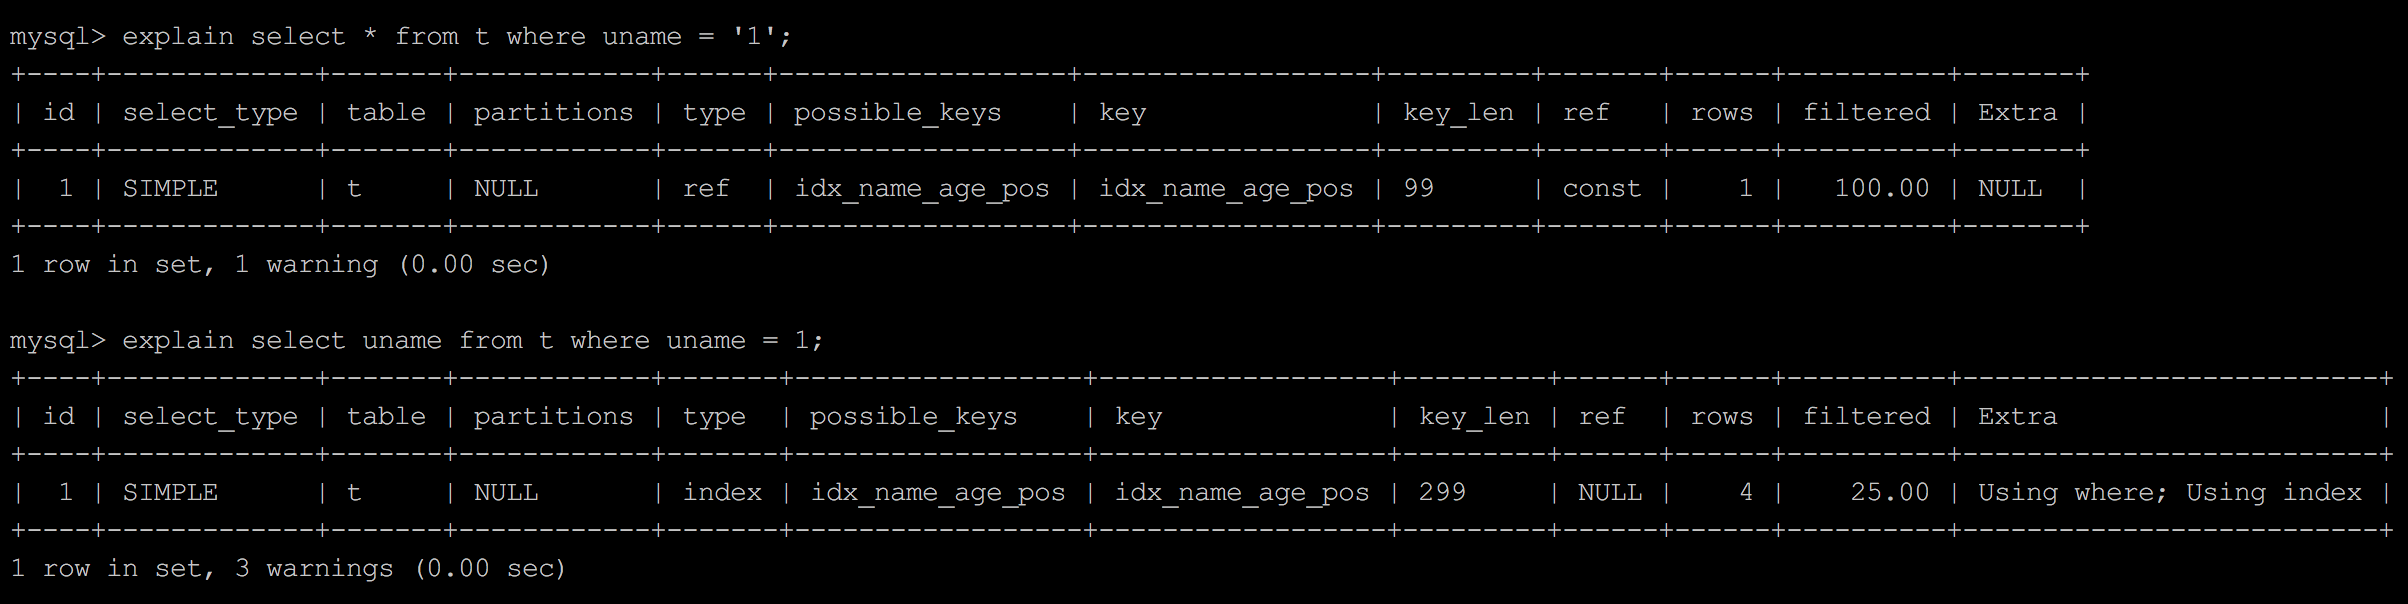 mysql> explain select * from t where uname = '1';
+----+-------------+-------+------------+------+------------------+------------------+---------+-------+------+----------+-------+
| id | select_type | table | partitions | type | possible_keys    | key              | key_len | ref   | rows | filtered | Extra |
+----+-------------+-------+------------+------+------------------+------------------+---------+-------+------+----------+-------+
|  1 | SIMPLE      | t     | NULL       | ref  | idx_name_age_pos | idx_name_age_pos | 99      | const |    1 |   100.00 | NULL  |
+----+-------------+-------+------------+------+------------------+------------------+---------+-------+------+----------+-------+
1 row in set, 1 warning (0.00 sec)

mysql> explain select uname from t where uname = 1;
+----+-------------+-------+------------+-------+------------------+------------------+---------+------+------+----------+--------------------------+
| id | select_type | table | partitions | type  | possible_keys    | key              | key_len | ref  | rows | filtered | Extra                    |
+----+-------------+-------+------------+-------+------------------+------------------+---------+------+------+----------+--------------------------+
|  1 | SIMPLE      | t     | NULL       | index | idx_name_age_pos | idx_name_age_pos | 299     | NULL |    4 |    25.00 | Using where; Using index |
+----+-------------+-------+------------+-------+------------------+------------------+---------+------+------+----------+--------------------------+
1 row in set, 3 warnings (0.00 sec)